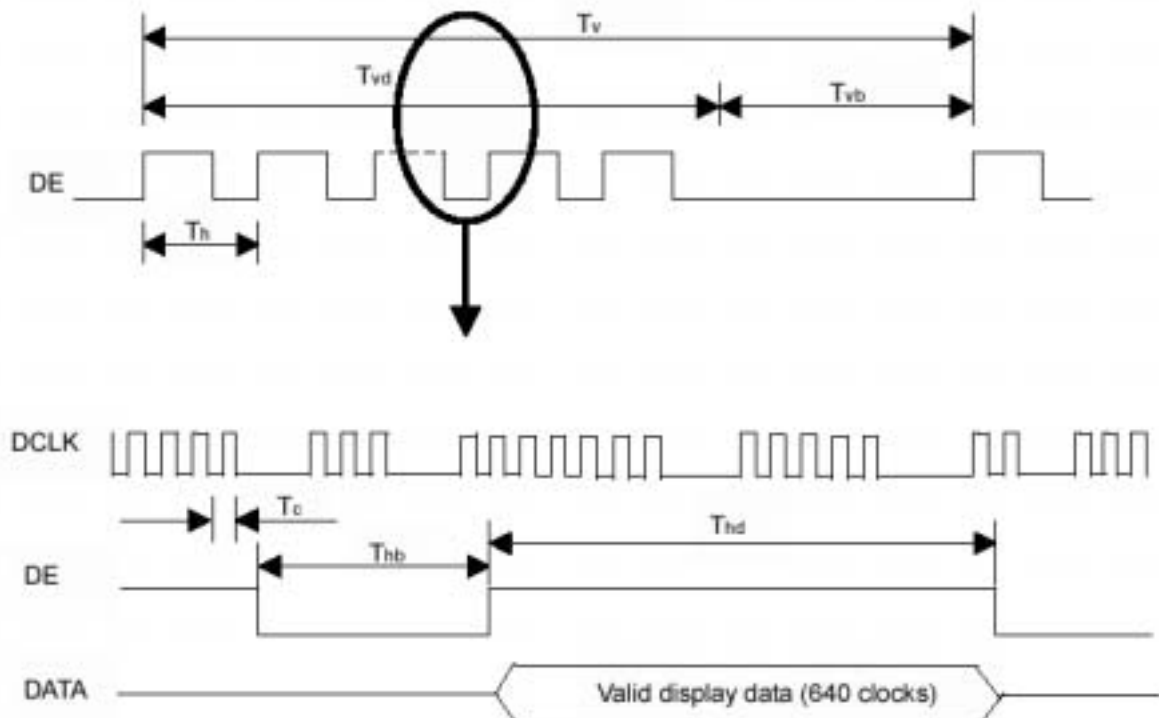 Tv
Tvd
Tvb
DE
Th
DCLK
Tc
Thd
Thb
DE
DATA
Valid display data (640 clocks)